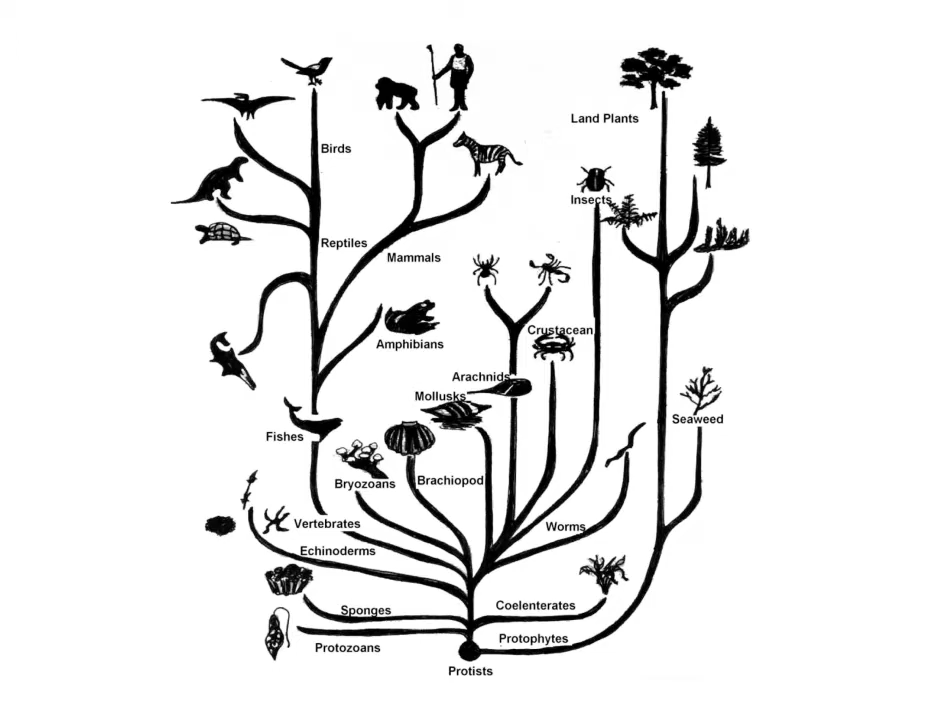 Land Plants
Birds
Insects
Reptiles
Mammals
Crustacean
Amphibians
Arachnids
Mollusks
Seaweed
Fishes
Bryozoans
Brachiopod
Vertebrates
Worms
Echinoderms
Sponges
Coelenterates
Protozoans
Protophytes
Protists